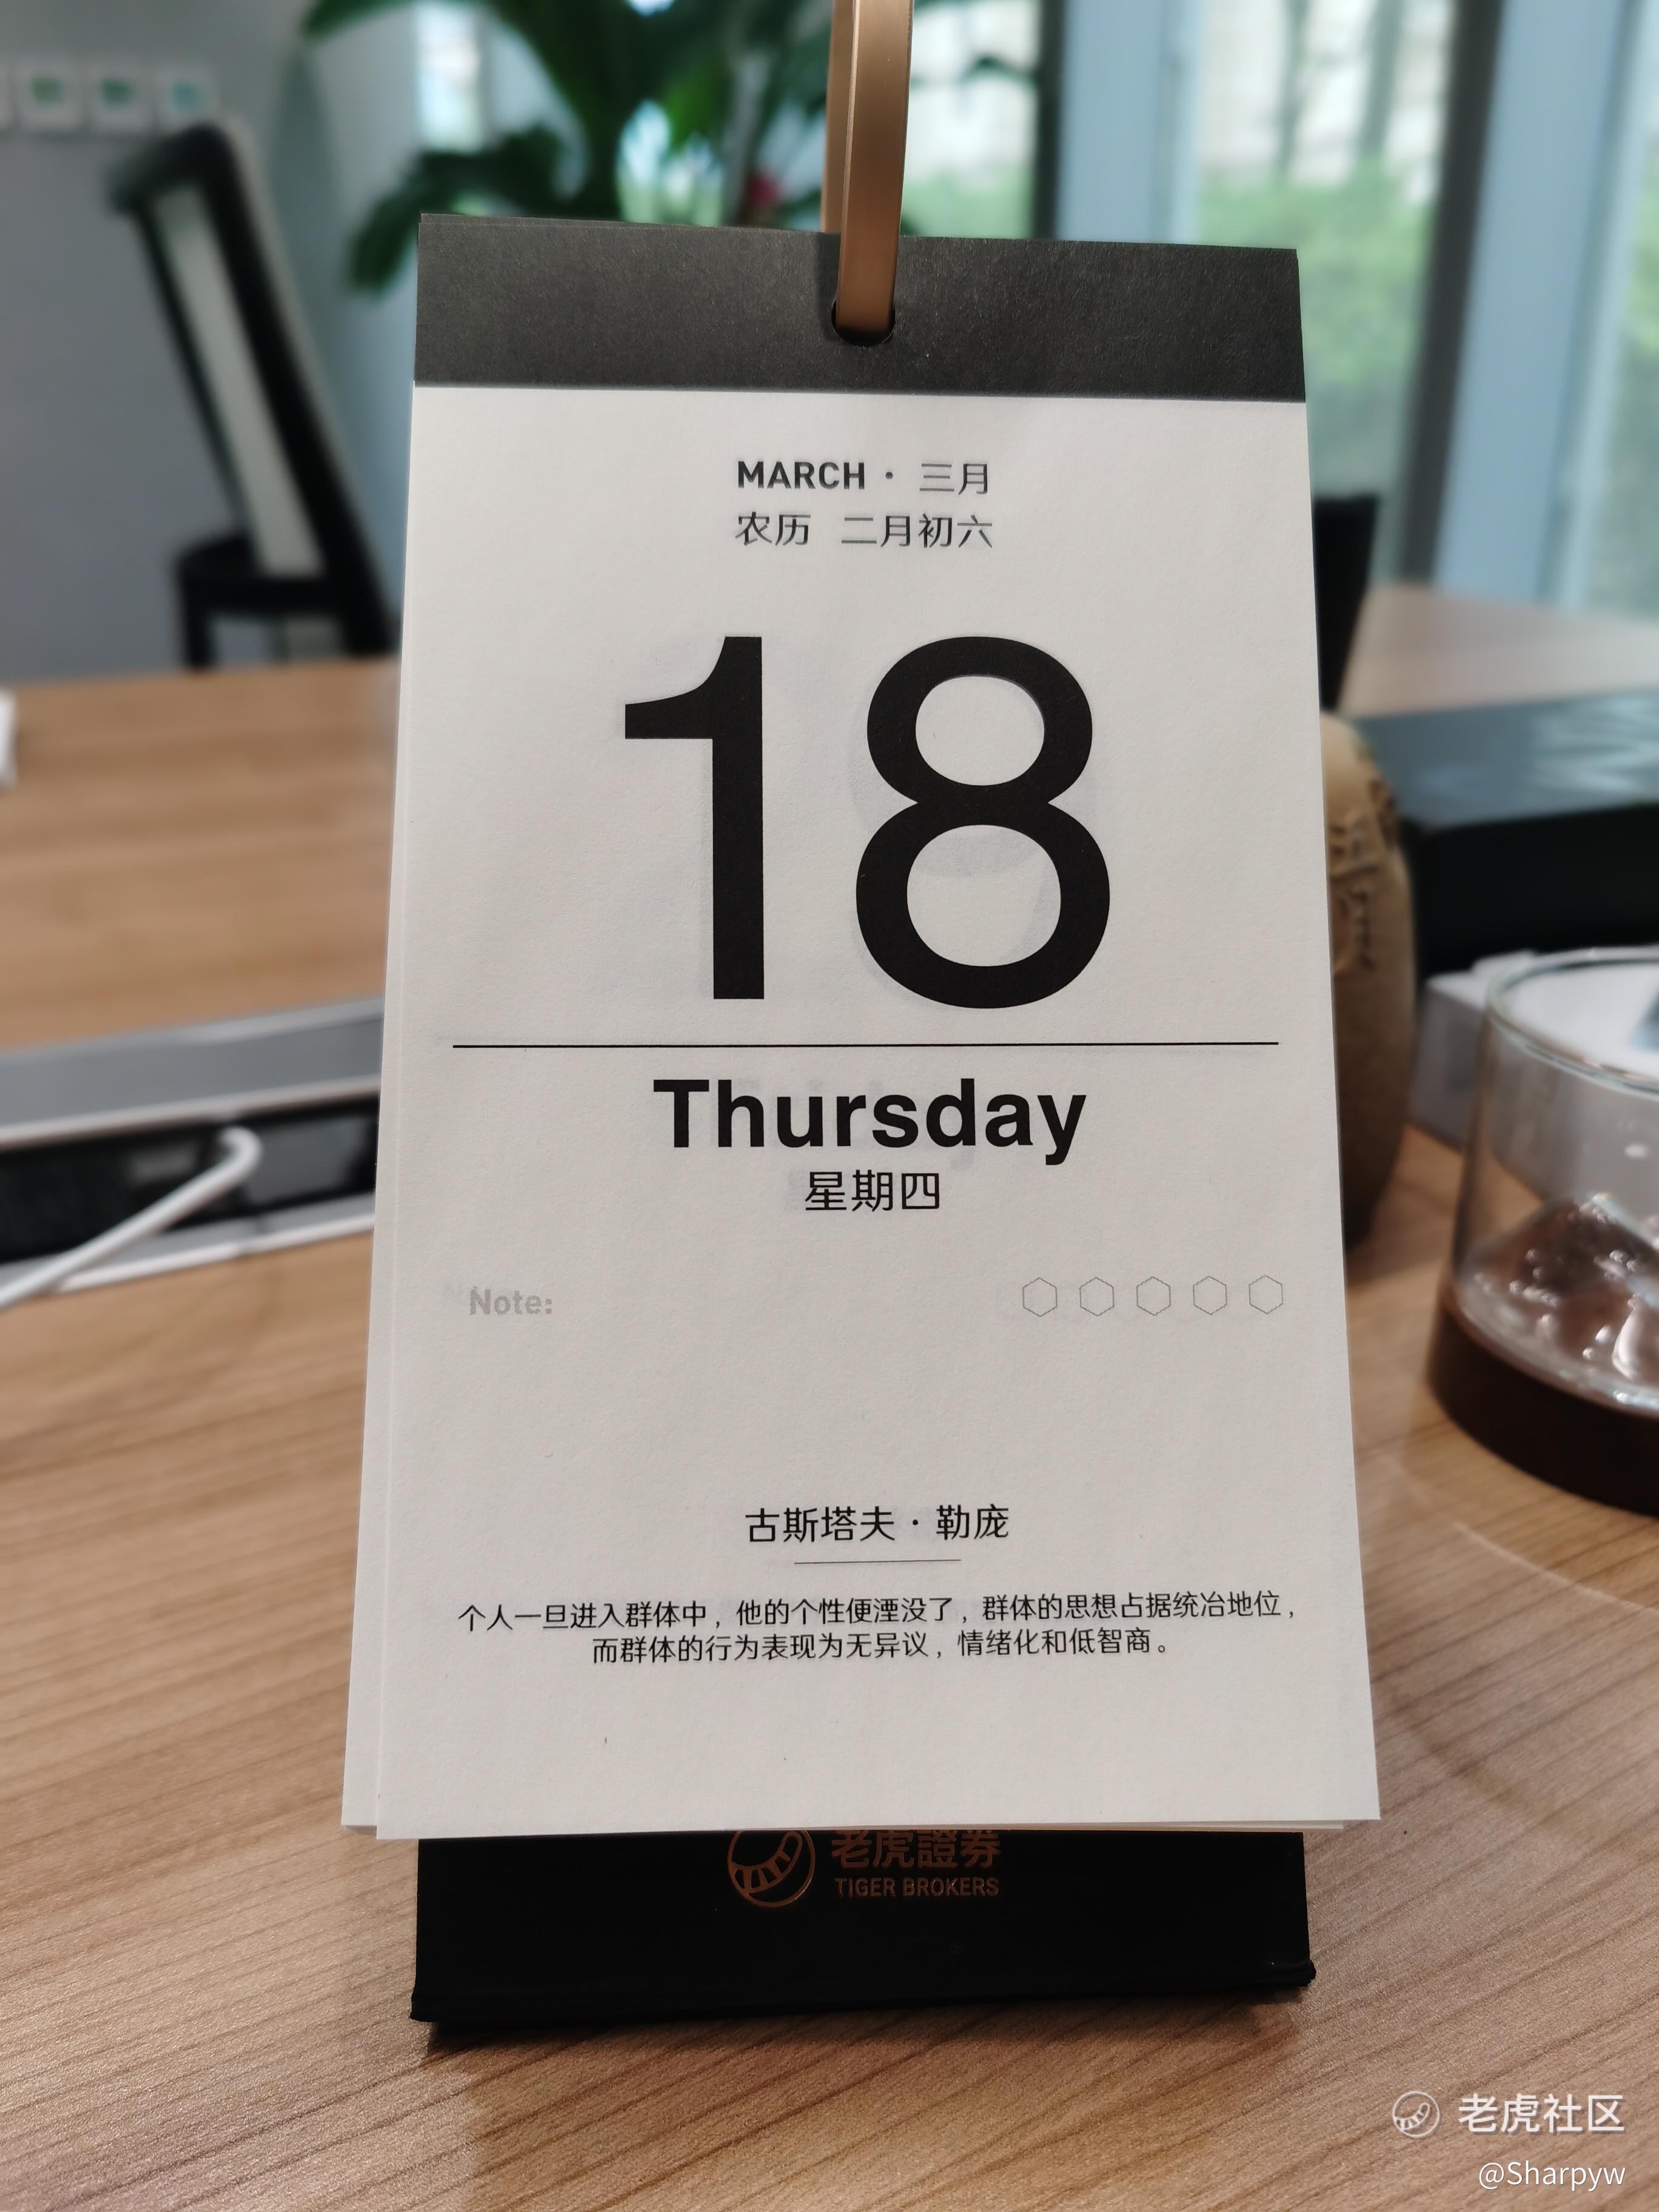 MARCH · 三月
农历 二月初六
18
Thursday
星期四
Note:
古斯塔夫·勒庞
个人一旦进入群体中，他的个性便湮没了，群体的思想占据统治地位，
而群体的行为表现为无异议，情绪化和低智商。
老虎證券
TIGER BROKERS
老虎社区
@Sharpyw